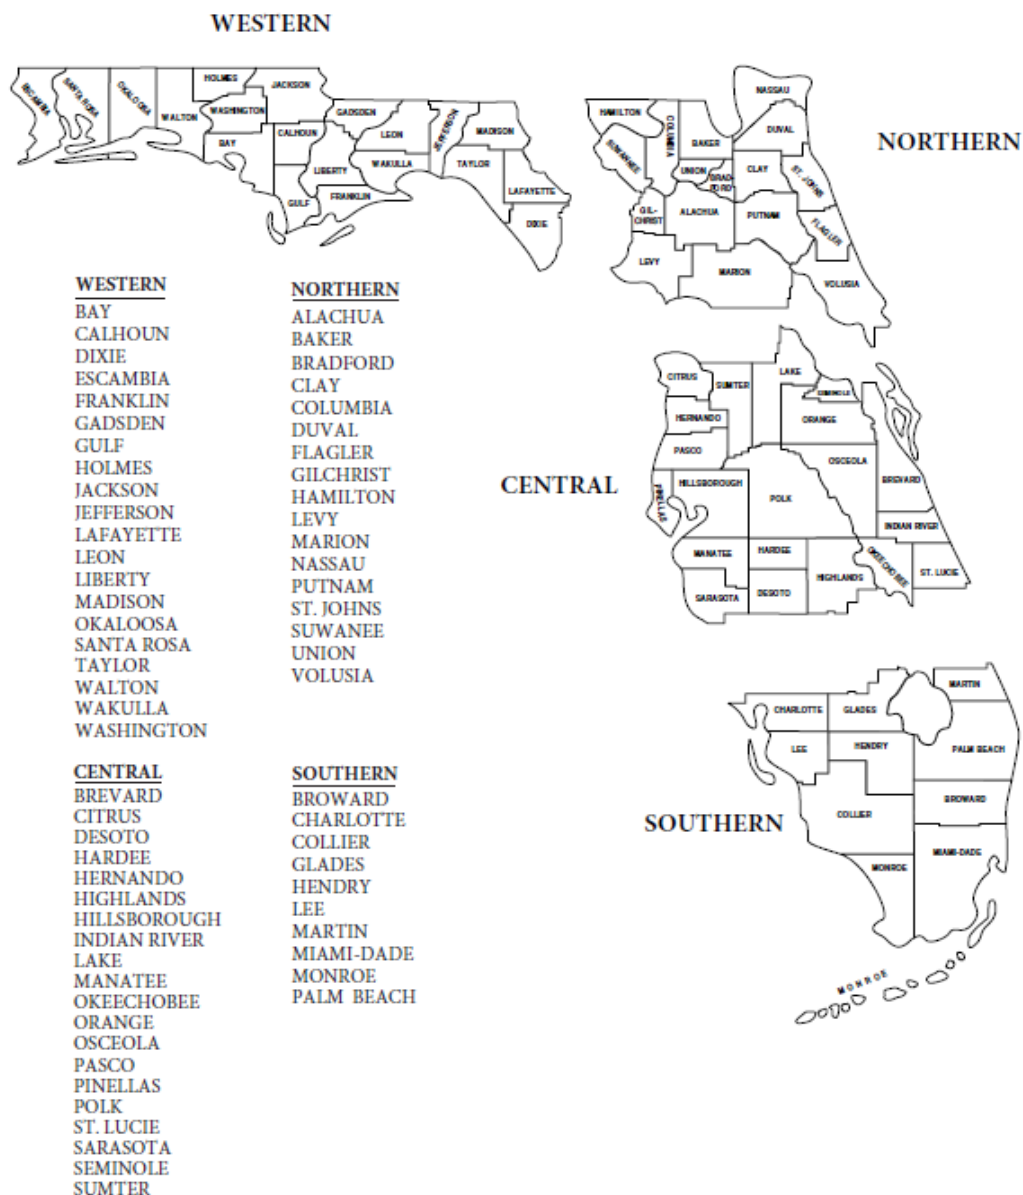 WESTERN
ESCAMBIA
SANTA ROSA
OKALOOSA
WALTON
HOLMES
WASHINGTON
BAY
JACKSON
CALHOUN
GULF
LIBERTY
GADSDEN
FRANKLIN
LEON
WAKULLA
JEFFERSON
MADISON
TAYLOR
LAFAYETTE
DIXIE
NORTHERN
NASSAU
HAMILTON
COLUMBIA
BAKER
DUVAL
SUWANNEE
UNION
BRAD-
FORD
CLAY
ST. JOHNS
GIL-
CHRIST
ALACHUA
PUTNAM
FLAGLER
LEVY
MARION
VOLUSIA
WESTERN
BAY
CALHOUN
DIXIE
ESCAMBIA
FRANKLIN
GADSDEN
GULF
HOLMES
JACKSON
JEFFERSON
LAFAYETTE
LEON
LIBERTY
MADISON
OKALOOSA
SANTA ROSA
TAYLOR
WALTON
WAKULLA
WASHINGTON
NORTHERN
ALACHUA
BAKER
BRADFORD
CLAY
COLUMBIA
DUVAL
FLAGLER
GILCHRIST
HAMILTON
LEVY
MARION
NASSAU
PUTNAM
ST. JOHNS
SUWANEE
UNION
VOLUSIA
CENTRAL
CITRUS
SUMTER
LAKE
SEMINOLE
HERNANDO
ORANGE
PASCO
OSCEOLA
PINELLAS
HILLSBOROUGH
POLK
BREVARD
INDIAN RIVER
MANATEE
HARDEE
HIGHLANDS
OKEECHOBEE
ST. LUCIE
SARASOTA
DESOTO
CENTRAL
BREVARD
CITRUS
DESOTO
HARDEE
HERNANDO
HIGHLANDS
HILLSBOROUGH
INDIAN RIVER
LAKE
MANATEE
OKEECHOBEE
ORANGE
OSCEOLA
PASCO
PINELLAS
POLK
ST. LUCIE
SARASOTA
SEMINOLE
SUMTER
SOUTHERN
BROWARD
CHARLOTTE
COLLIER
GLADES
HENDRY
LEE
MARTIN
MIAMI-DADE
MONROE
PALM BEACH
SOUTHERN
MARTIN
CHARLOTTE
GLADES
LEE
HENDRY
PALM BEACH
COLLIER
BROWARD
MONROE
MIAMI-DADE
MONROE